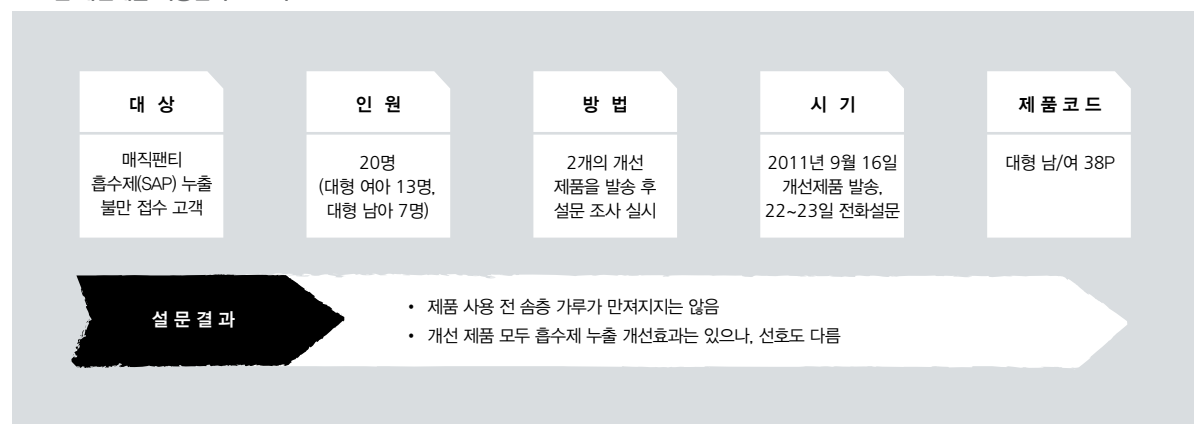 대 상
매직팬티
흡수제(SAP) 누출
불만 접수 고객
인 원
20명
(대형 여아 13명,
대형 남아 7명)
방 법
2개의 개선
제품을 발송 후
설문 조사 실시
시 기
2011년 9월 16일
개선제품 발송,
22~23일 전화설문
제품코드
대형 남/여 38P
설문결과
• 제품 사용 전 솜층 가루가 만져지지는 않음
• 개선 제품 모두 흡수제 누출 개선효과는 있으나, 선호도 다름